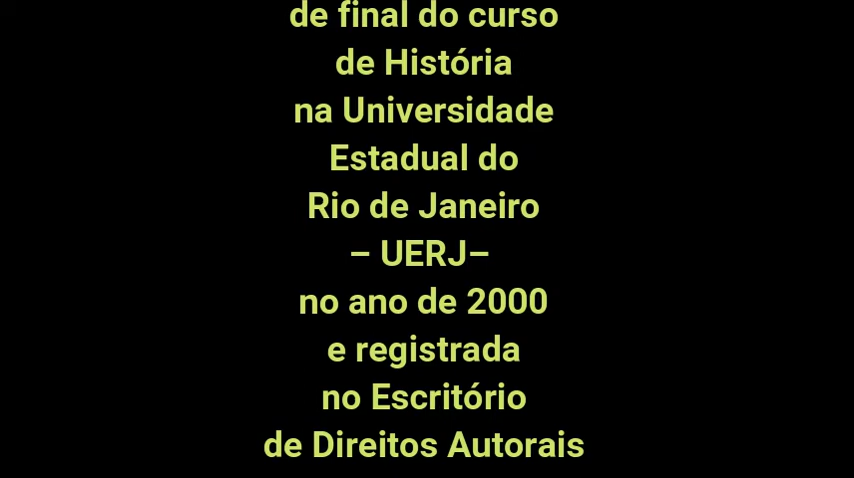 de final do curso
de História
na Universidade
Estadual do
Rio de Janeiro
– UERJ–
no ano de 2000
e registrada
no Escritório
de Direitos Autorais